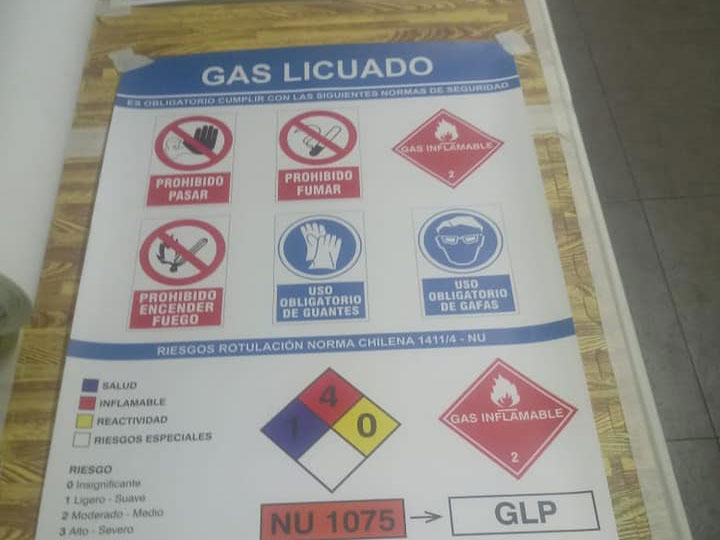 GAS LICUADO
ES OBLIGATORIO CUMPLIR CON LAS SIGUIENTES NORMAS DE SEGURIDAD
PROHIBIDO
PASAR
PROHIBIDO
FUMAR
GAS INFLAMABLE
2
PROHIBIDO
ENCENDER
FUEGO
USO
OBLIGATORIO
DE GUANTES
USO
OBLIGATORIO
DE GAFAS
RIESGOS ROTULACIÓN NORMA CHILENA 1411/4 - NU
SALUD
INFLAMABLE
REACTIVIDAD
RIESGOS ESPECIALES
4
1
0
GAS INFLAMABLE
2
RIESGO
0 Insignificante
1 Ligero - Suave
2 Moderado - Medio
3 Alto - Severo
NU 1075
GLP